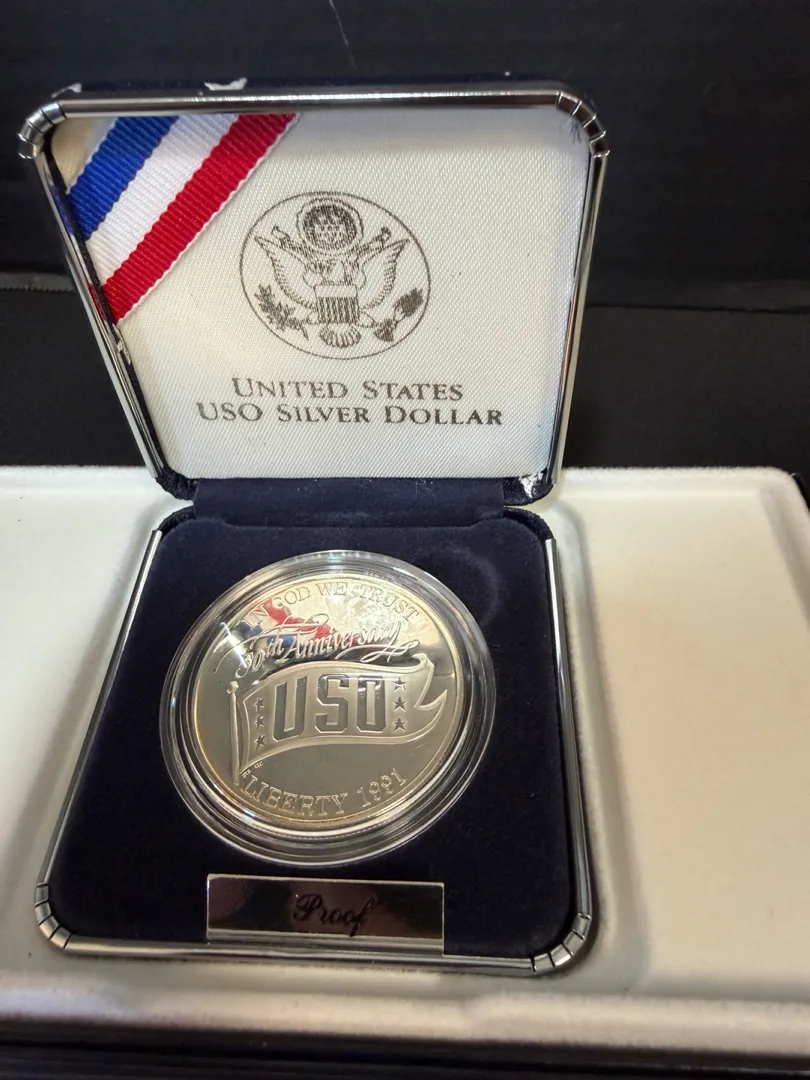 UNITED STATES
USO SILVER DOLLAR
IN GOD WE TRUST
50th Anniversary
USO
LIBERTY 1991
Proof